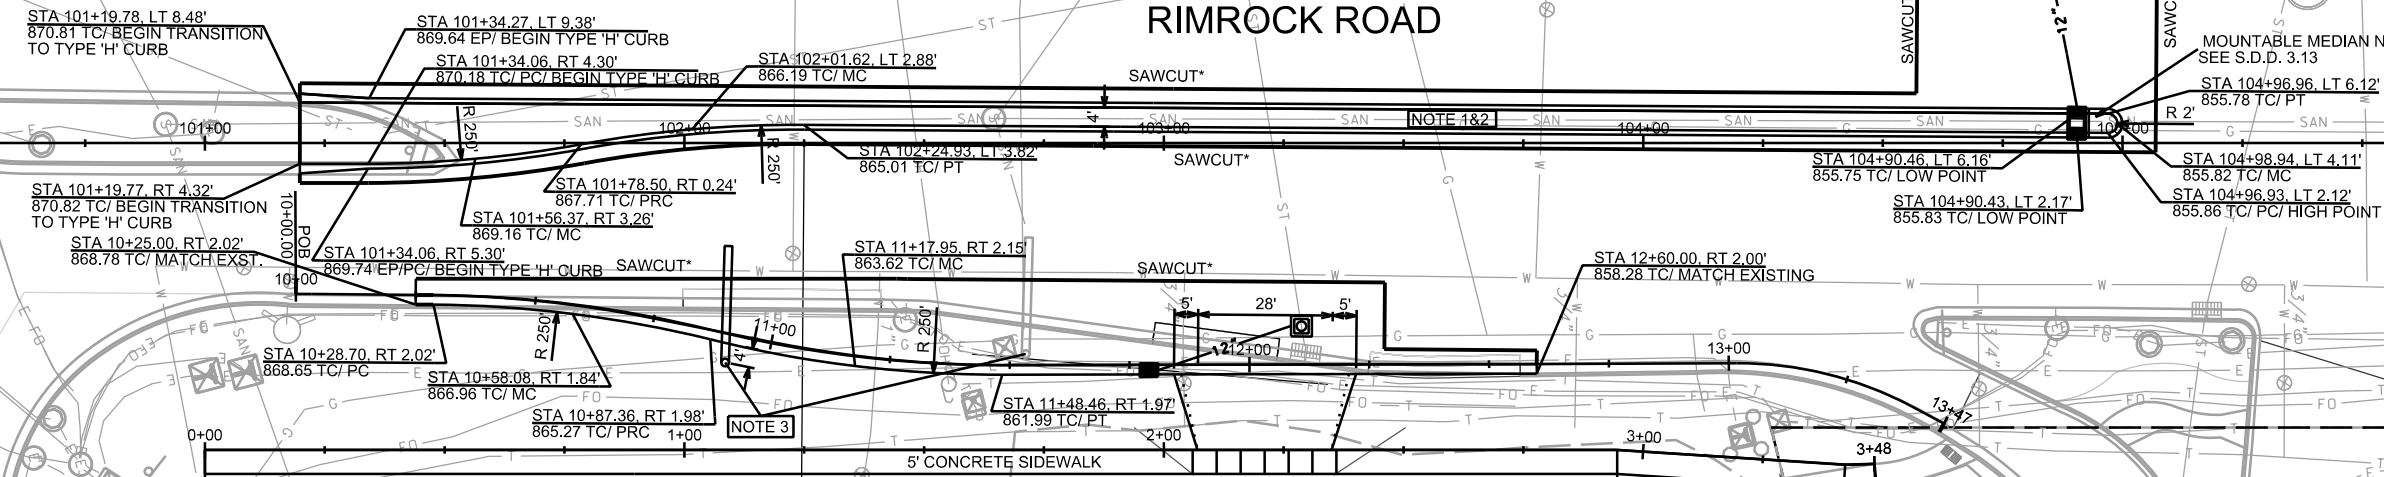 RIMROCK ROAD
STA 101+19.78, LT 8.48'
870.81 TC/ BEGIN TRANSITION
TO TYPE 'H' CURB
STA 101+34.27, LT 9.38'
869.64 EP/ BEGIN TYPE 'H' CURB
STA 101+34.06, RT 4.30'
870.18 TC/ PC/ BEGIN TYPE 'H' CURB
STA 102+01.62, LT 2.88'
866.19 TC/ MC
SAWCUT*
SAWCUT
12"
SAWC
MOUNTABLE MEDIAN N
SEE S.D.D. 3.13
STA 104+96.96, LT 6.12'
855.78 TC/ PT
R 2'
101+00
R 250'
102+00
4'
103+00
NOTE 1&2
104+00
R 250'
STA 102+24.93, LT 3.82'
865.01 TC/ PT
SAWCUT*
STA 104+90.46, LT 6.16'
855.75 TC/ LOW POINT
STA 104+98.94, LT 4.11'
855.82 TC/ MC
STA 101+19.77, RT 4.32'
870.82 TC/ BEGIN TRANSITION
TO TYPE 'H' CURB
STA 101+78.50, RT 0.24'
867.71 TC/ PRC
STA 101+56.37, RT 3.26'
869.16 TC/ MC
STA 104+90.43, LT 2.17'
855.83 TC/ LOW POINT
STA 104+96.93, LT 2.12'
855.86 TC/ PC/ HIGH POINT
STA 10+25.00, RT 2.02'
868.78 TC/ MATCH EXST.
10+00.00
POB
10+00
STA 101+34.06, RT 5.30'
869.74 EP/PC/ BEGIN TYPE 'H' CURB
SAWCUT*
STA 11+17.95, RT 2.15'
863.62 TC/ MC
SAWCUT*
STA 12+60.00, RT 2.00'
858.28 TC/ MATCH EXISTING
5'
28'
5'
R 250'
11+00
4'
R 250'
12"
12+00
13+00
STA 10+28.70, RT 2.02'
868.65 TC/ PC
STA 10+58.08, RT 1.84'
866.96 TC/ MC
STA 10+87.36, RT 1.98'
865.27 TC/ PRC
NOTE 3
STA 11+48.46, RT 1.97'
861.99 TC/ PT
13+47
0+00
1+00
2+00
3+00
3+48
5' CONCRETE SIDEWALK